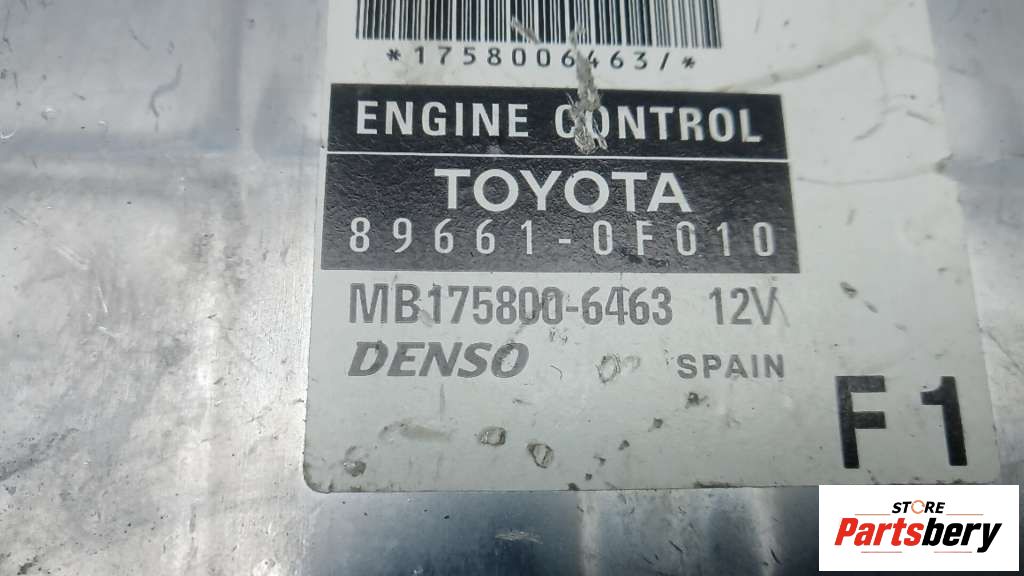 *1758006463/*
ENGINE CONTROL
TOYOTA
89661-0F010
MB175800-6463 12V
DENSO SPAIN
F1
STORE
Partsbery